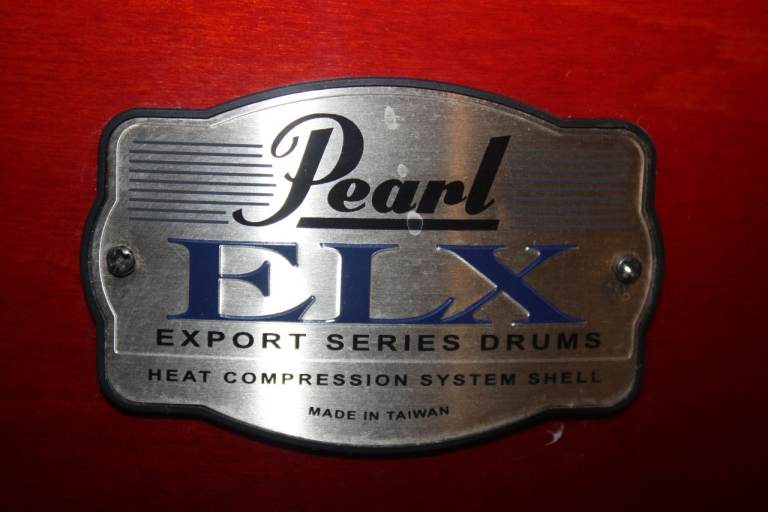 Pearl
ELX
EXPORT SERIES DRUMS
HEAT COMPRESSION SYSTEM SHELL
MADE IN TAIWAN